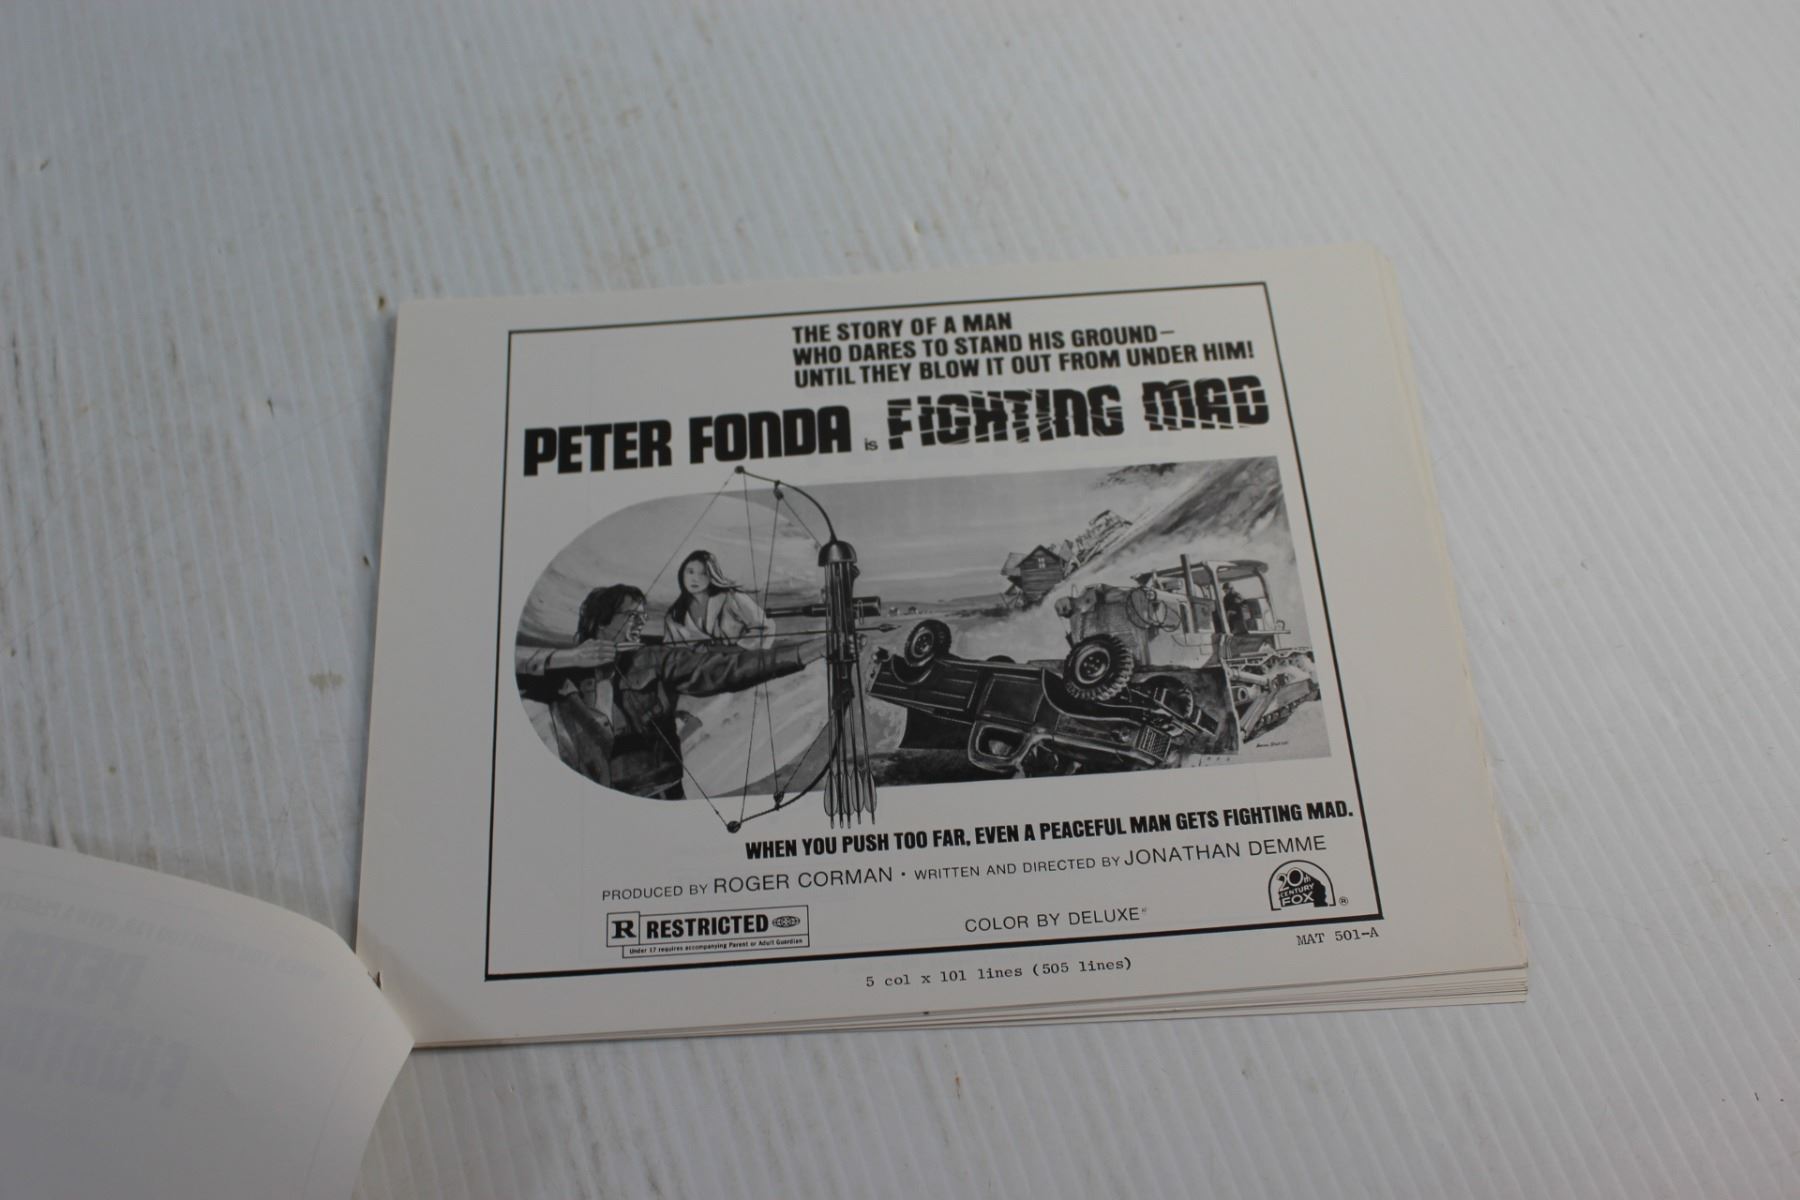 THE STORY OF A MAN
WHO DARES TO STAND HIS GROUND—
UNTIL THEY BLOW IT OUT FROM UNDER HIM!
PETER FONDA is FIGHTING MAD
WHEN YOU PUSH TOO FAR, EVEN A PEACEFUL MAN GETS FIGHTING MAD.
PRODUCED BY ROGER CORMAN · WRITTEN AND DIRECTED BY JONATHAN DEMME
R RESTRICTED
Under 17 requires accompanying Parent or Adult Guardian
COLOR BY DELUXE
20th
CENTURY
FOX ®
MAT 501-A
5 col x 101 lines (505 lines)